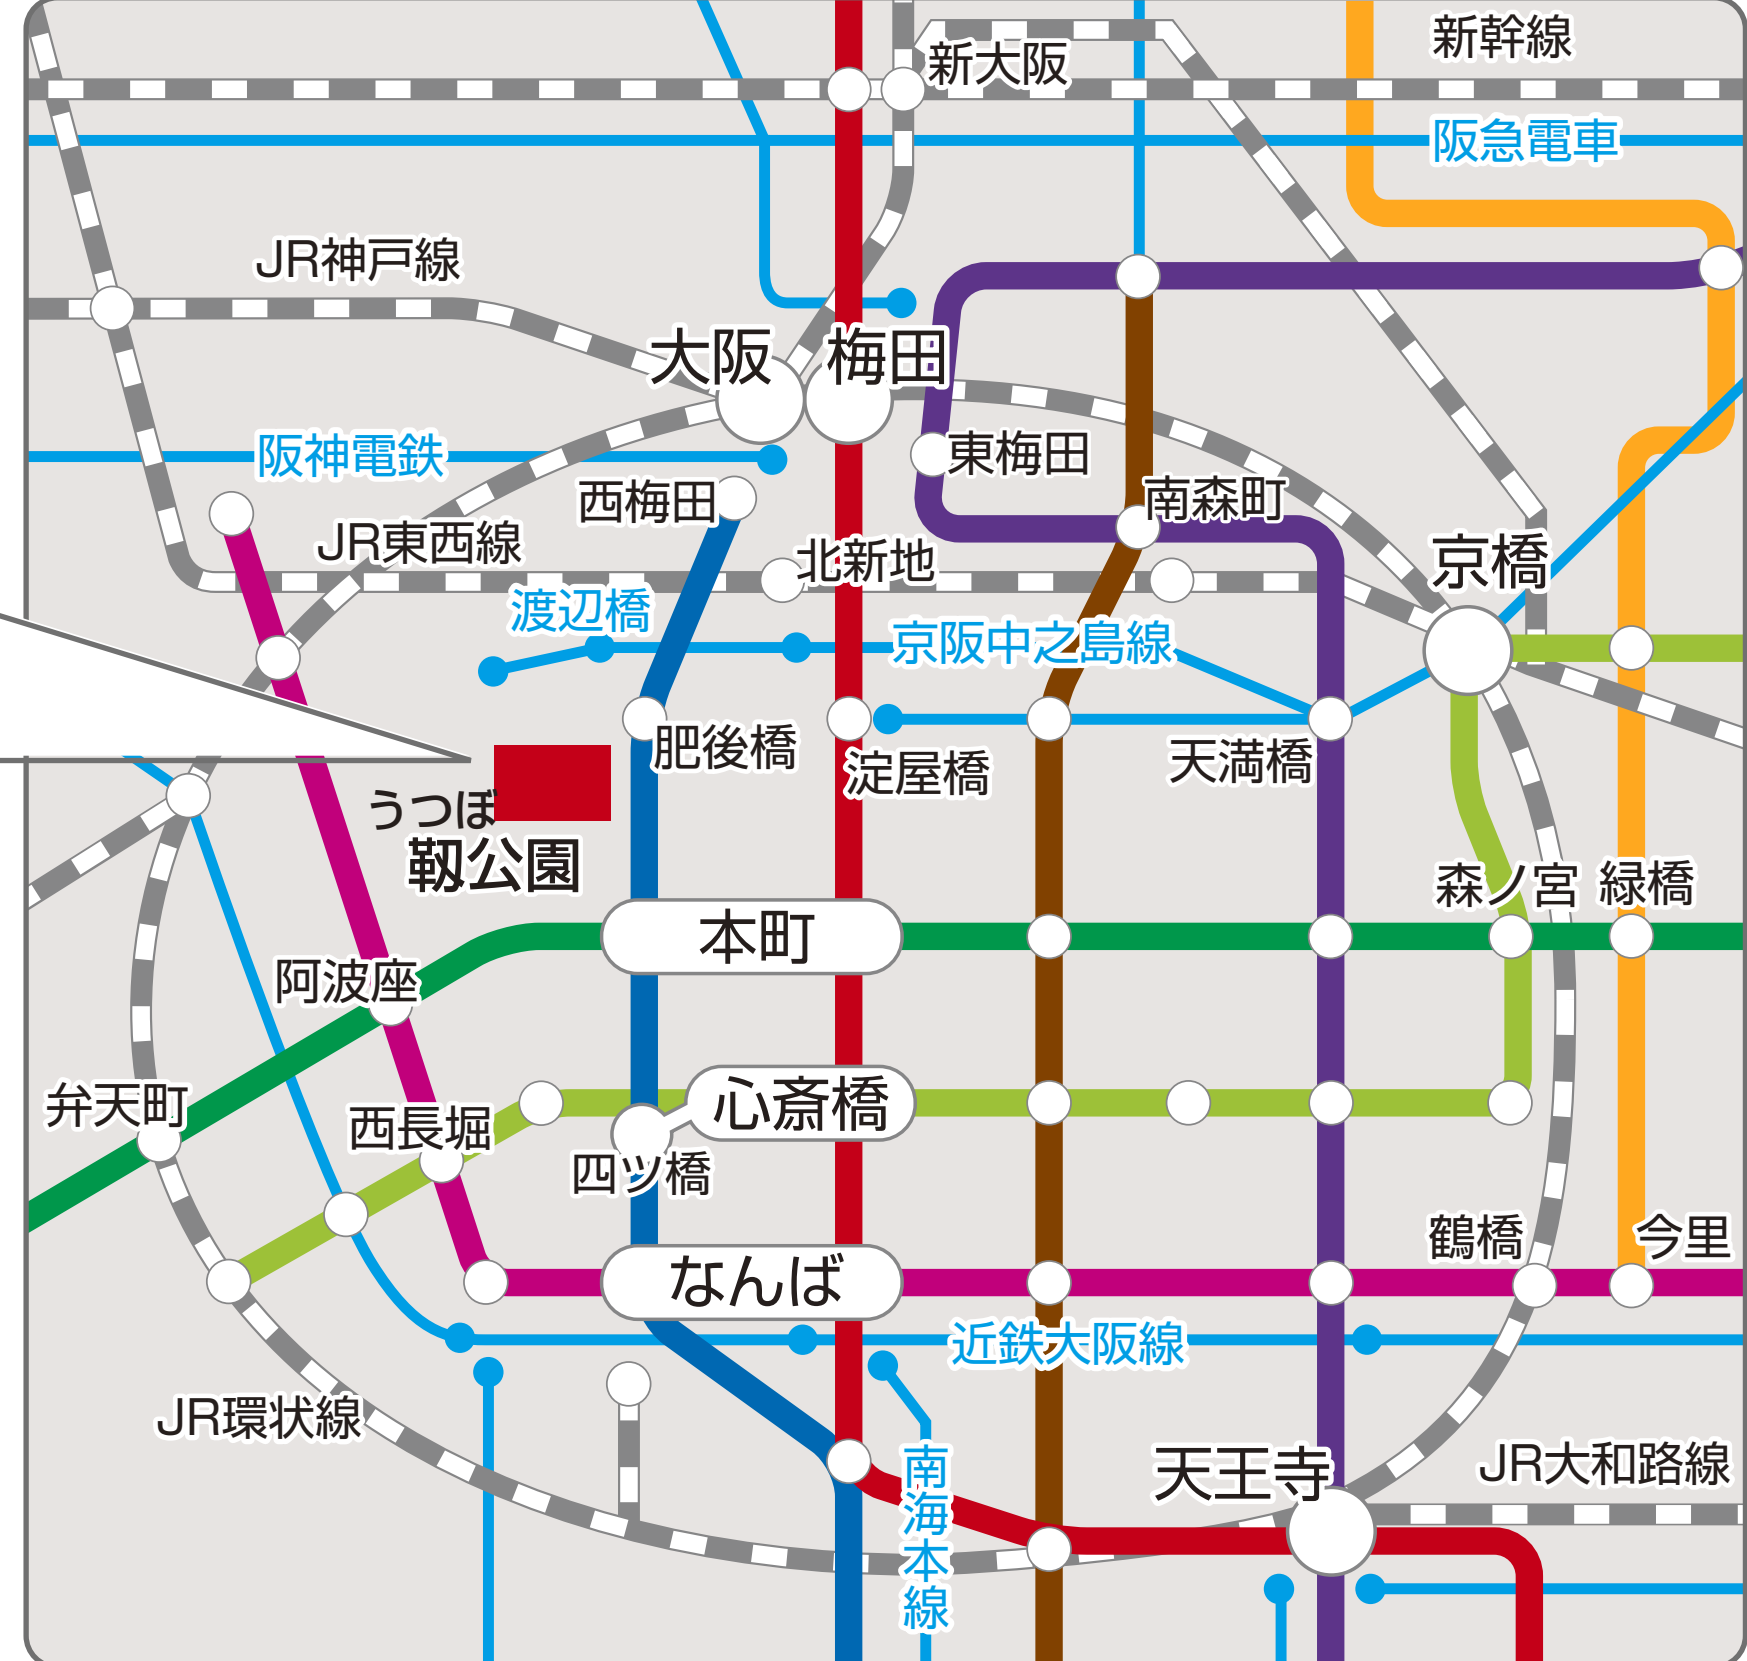 新幹線
新大阪
阪急電車
JR神戸線
大阪
梅田
阪神電鉄
東梅田
西梅田
南森町
JR東西線
北新地
京橋
渡辺橋
京阪中之島線
肥後橋
淀屋橋
天満橋
うつぼ
靱公園
森ノ宮
緑橋
本町
阿波座
弁天町
西長堀
心斎橋
四ツ橋
鶴橋
今里
なんば
近鉄大阪線
JR環状線
南海本線
天王寺
JR大和路線